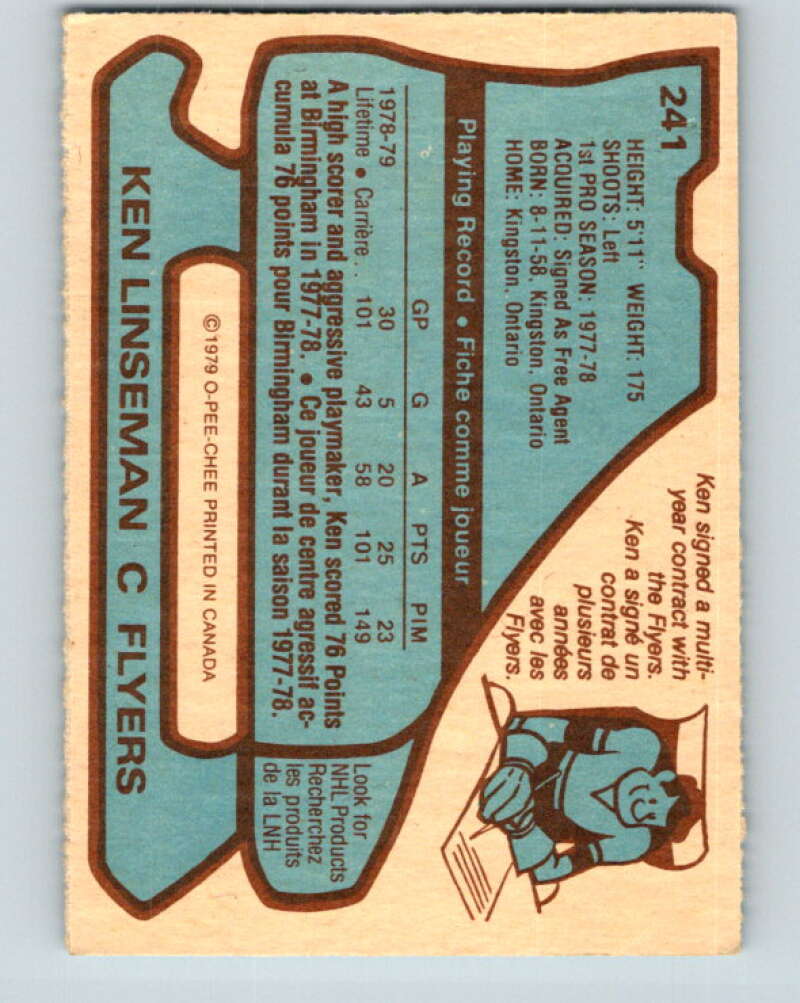 241
HEIGHT: 5'11" WEIGHT: 175
SHOOTS: Left
1st PRO SEASON: 1977-78
ACQUIRED: Signed As Free Agent
BORN: 8-11-58, Kingston, Ontario
HOME: Kingston, Ontario
Ken signed a multi-
year contract with
the Flyers.
Ken a signé un
contrat de
plusieurs
années
avec les
Flyers.
Playing Record • Fiche comme joueur
GP G A PTS PIM
1978-79 30 5 20 25 23
Lifetime • Carrière . . 101 43 58 101 149
A high scorer and aggressive playmaker, Ken scored 76 Points
at Birmingham in 1977-78. • Ce joueur de centre agressif ac-
cumula 76 points pour Birmingham durant la saison 1977-78.
Look for
NHL Products
Recherchez
les produits
de la LNH
©1979 O-PEE-CHEE PRINTED IN CANADA
KEN LINSEMAN C FLYERS